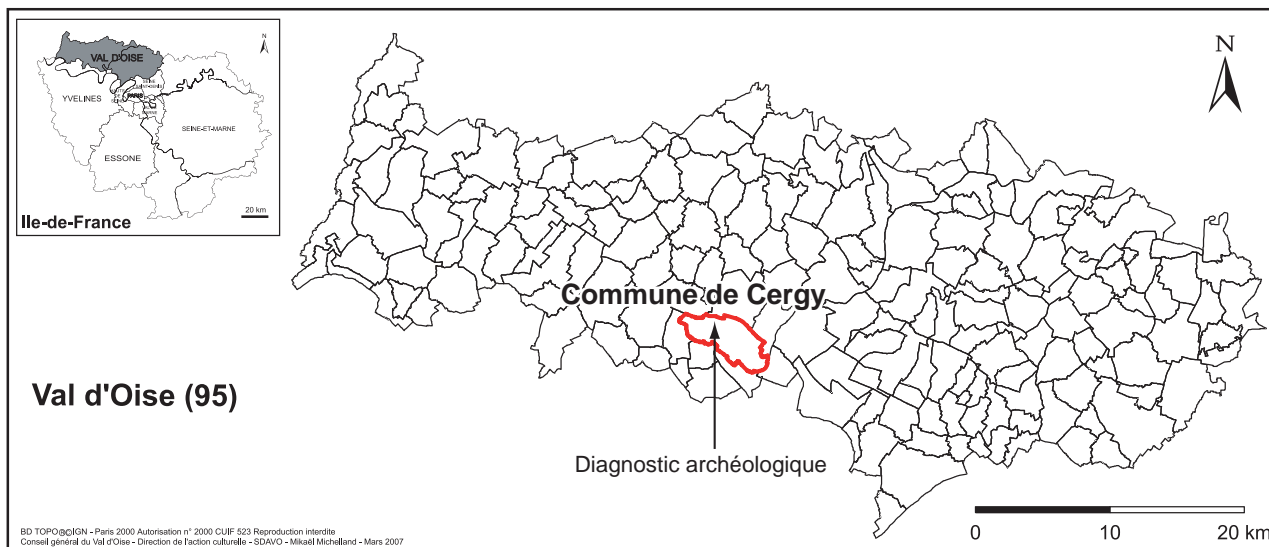 N
VAL D'OISE
YVELINES
PARIS
SEINE-ET-MARNE
ESSONE
20 km
Ile-de-France
N
Commune de Cergy
Val d'Oise (95)
Diagnostic archéologique
0 10 20 km
BD TOPO®©IGN - Paris 2000 Autorisation n° 2000 CUIF 523 Reproduction interdite
Conseil général du Val d'Oise - Direction de l'action culturelle - SDAVO - Mikaël Michelland - Mars 2007